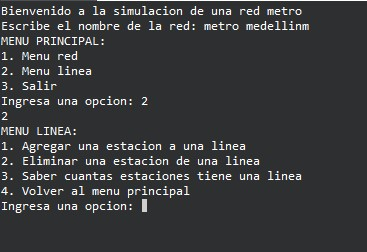 Bienvenido a la simulacion de una red metro
Escribe el nombre de la red: metro medellinm
MENU PRINCIPAL:
1. Menu red
2. Menu linea
3. Salir
Ingresa una opcion: 2
2
MENU LINEA:
1. Agregar una estacion a una linea
2. Eliminar una estacion de una linea
3. Saber cuantas estaciones tiene una linea
4. Volver al menu principal
Ingresa una opcion: